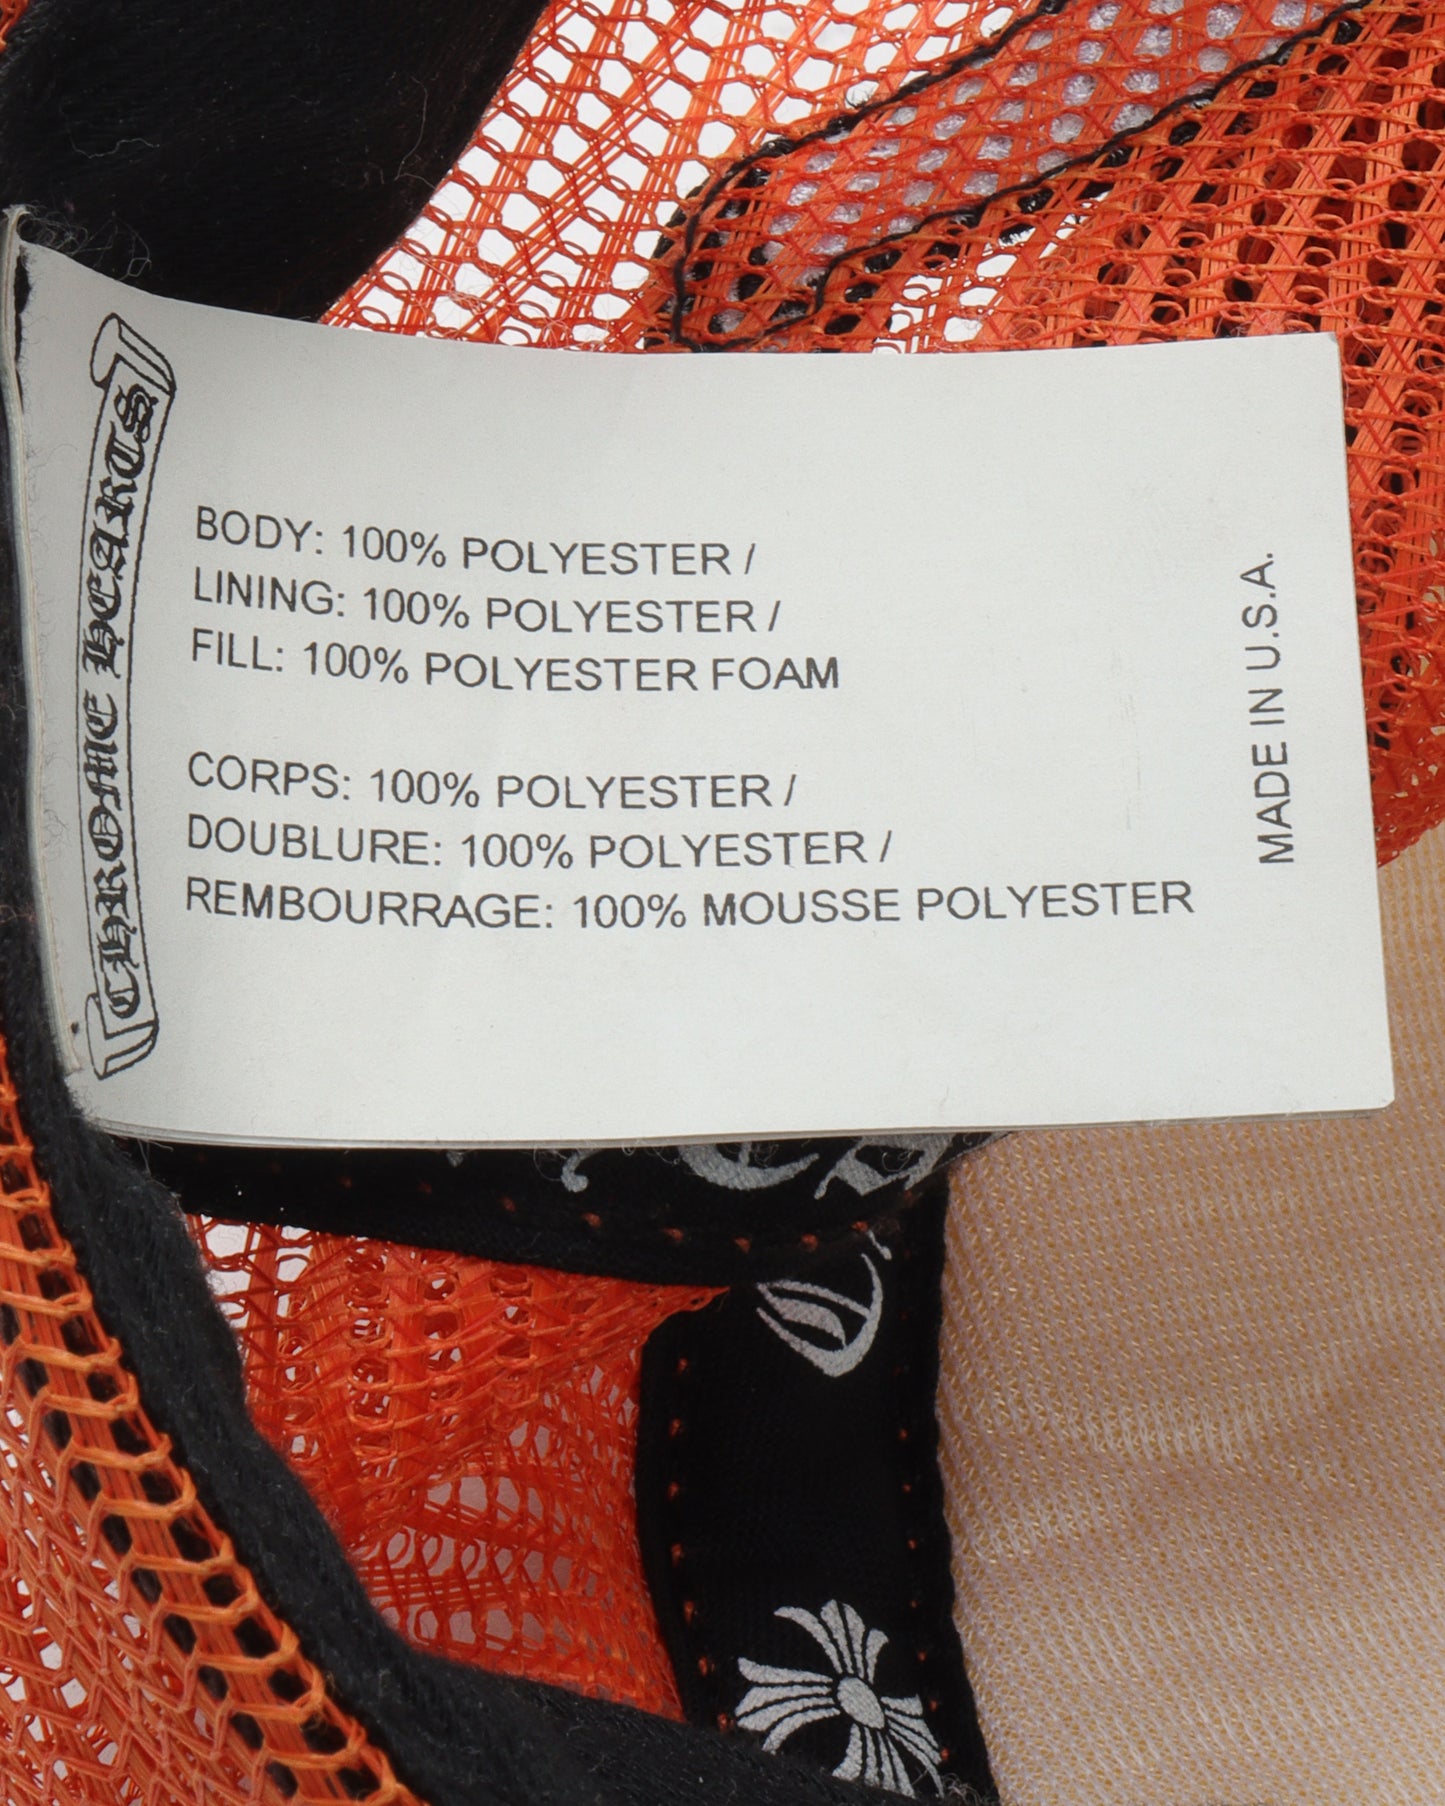 CHROME HEARTS
BODY: 100% POLYESTER /
LINING: 100% POLYESTER /
FILL: 100% POLYESTER FOAM
CORPS: 100% POLYESTER /
DOUBLURE: 100% POLYESTER /
REMBOURRAGE: 100% MOUSSE POLYESTER
MADE IN U.S.A.